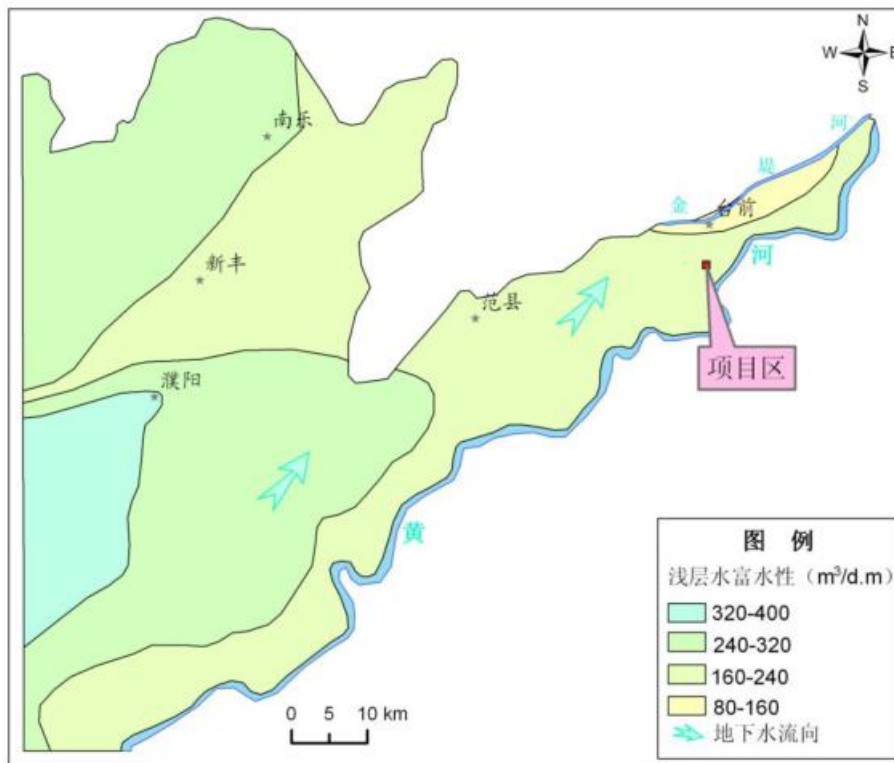 N
W E
S
南乐
河
堤
金
台前
新丰
河
范县
项目区
濮阳
黄
图 例
浅层水富水性（m³/d.m）
320-400
240-320
160-240
80-160
地下水流向
0 5 10 km